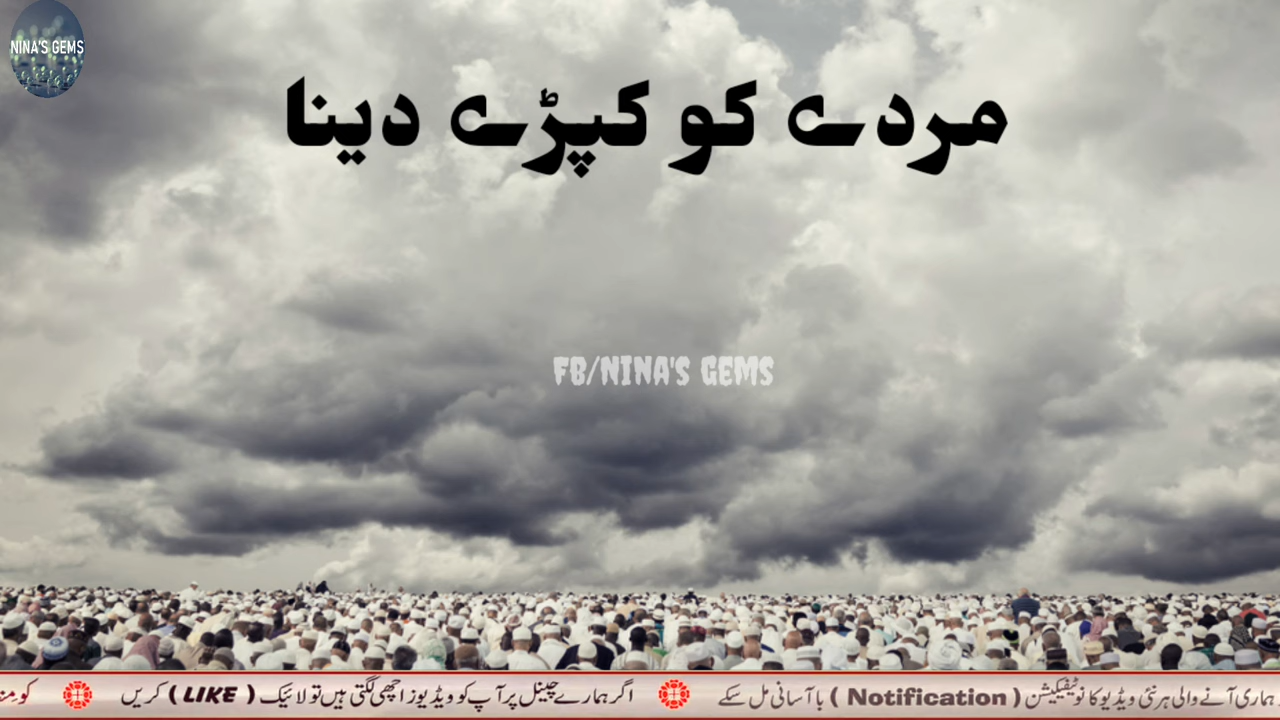 NINA'S GEMS
مردے کو کپڑے دینا
FB/NINA'S GEMS
ہماری آنے والی ہر نئی ویڈیو کا نوٹیفیکیشن ( Notification ) با آسانی مل سکے اگر ہمارے چینل پر آپ کو ویڈیوز اچھی لگتی ہیں تو لائیک ( LIKE ) کریں